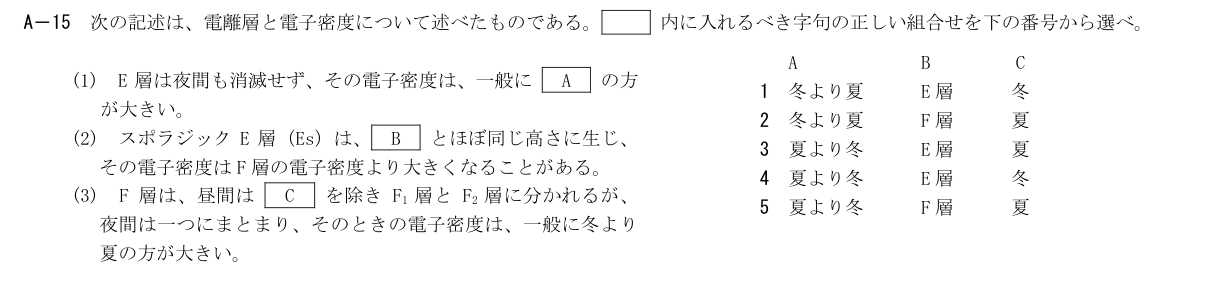 A－15 次の記述は、電離層と電子密度について述べたものである。 内に入れるべき字句の正しい組合せを下の番号から選べ。
(1) E 層は夜間も消滅せず、その電子密度は、一般に A の方
が大きい。
(2) スポラジック E 層 (Es) は、 B とほぼ同じ高さに生じ、
その電子密度はF層の電子密度より大きくなることがある。
(3) F 層は、昼間は C を除き F₁ 層と F₂ 層に分かれるが、
夜間は一つにまとまり、そのときの電子密度は、一般に冬より
夏の方が大きい。
A B C
1 冬より夏 E層 冬
2 冬より夏 F層 夏
3 夏より冬 E層 夏
4 夏より冬 E層 冬
5 夏より冬 F層 夏